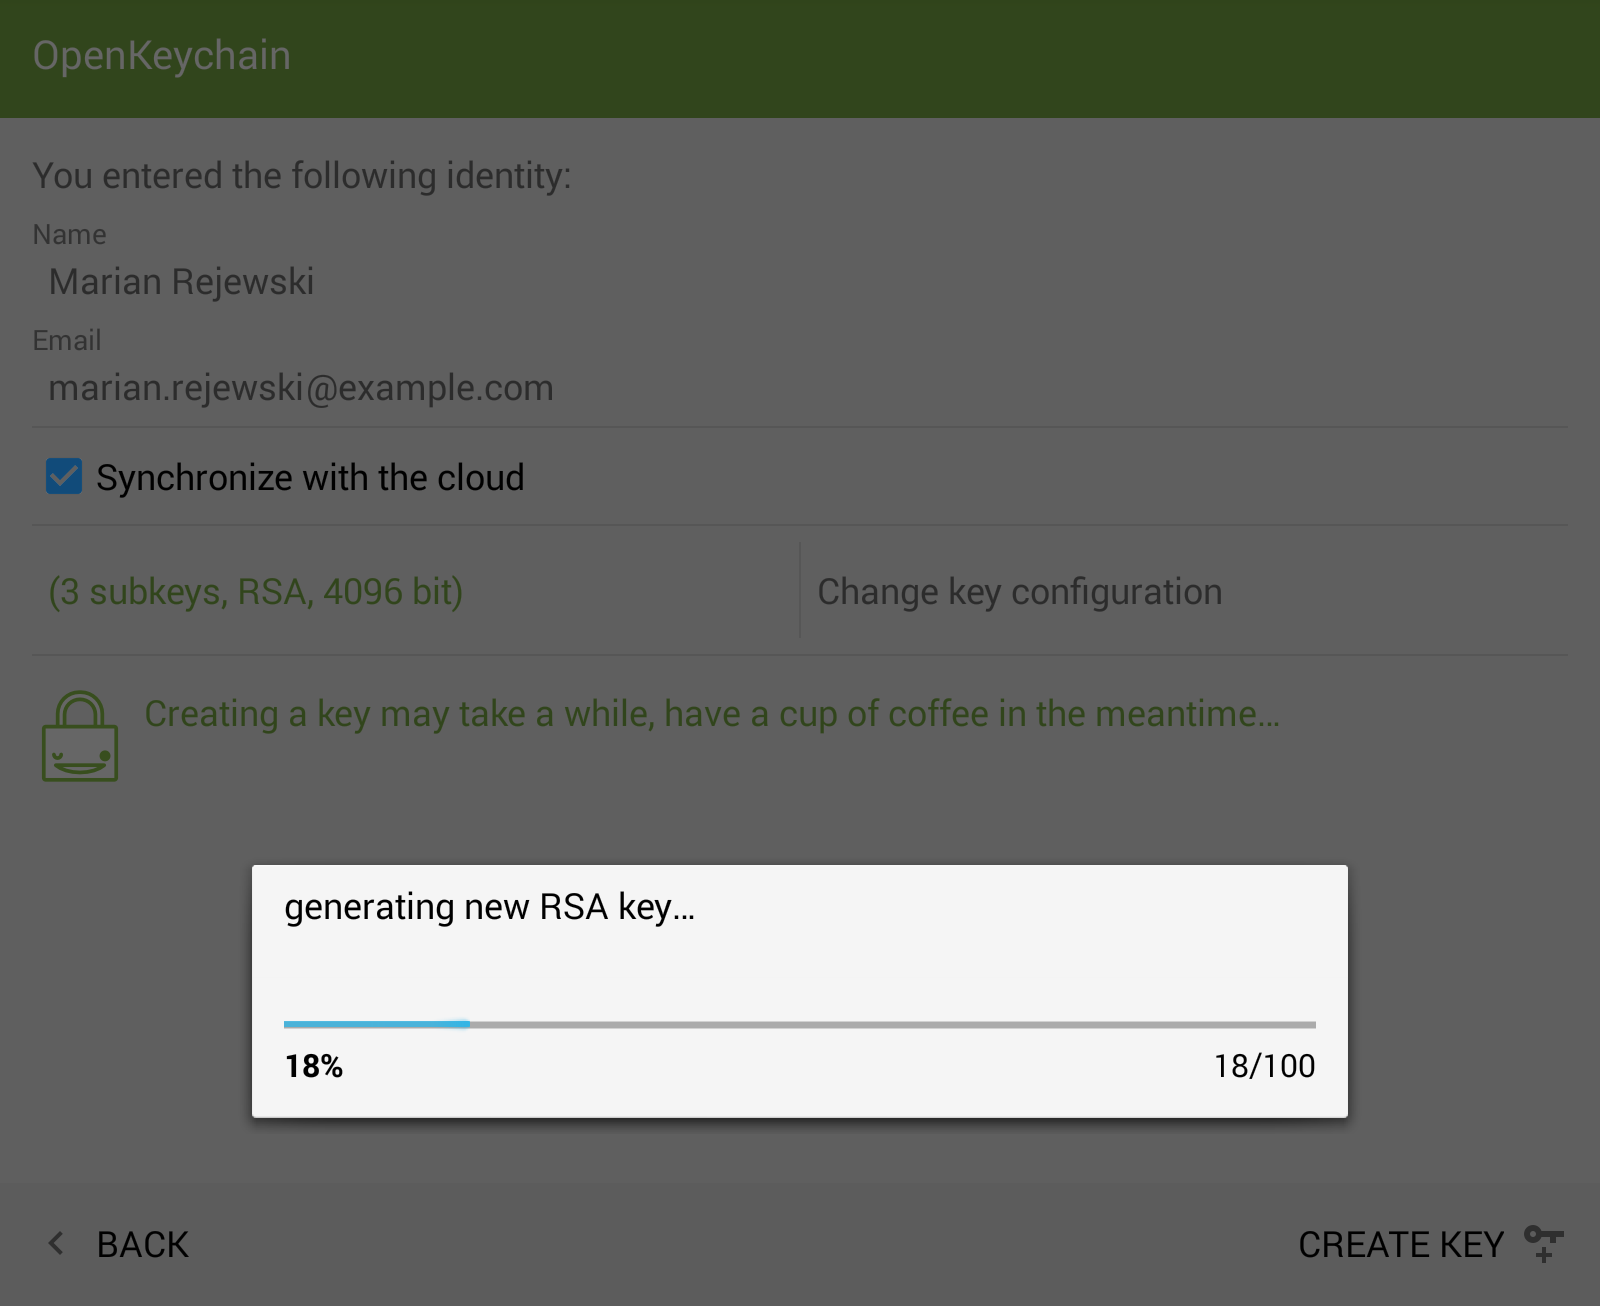 OpenKeychain
You entered the following identity:
Name
Marian Rejewski
Email
marian.rejewski@example.com
Synchronize with the cloud
(3 subkeys, RSA, 4096 bit)
Change key configuration
Creating a key may take a while, have a cup of coffee in the meantime…
generating new RSA key…
18%
18/100
BACK
CREATE KEY